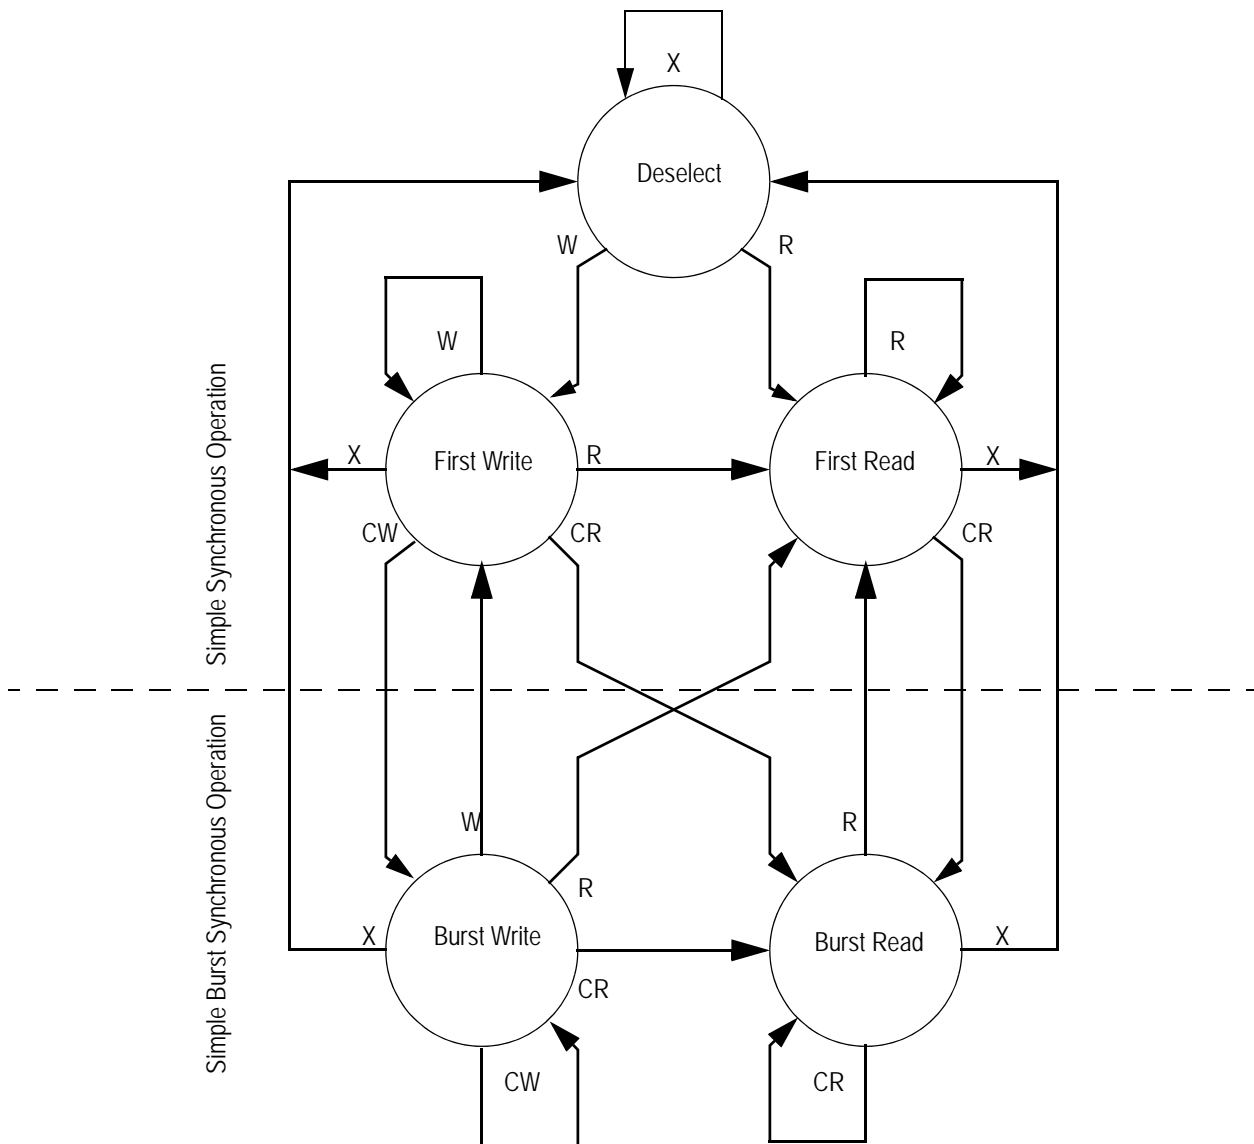 X
Deselect
W
R
W
R
Simple Synchronous Operation
X
First Write
R
First Read
X
CW
CR
CR
Simple Burst Synchronous Operation
W
R
R
X
Burst Write
Burst Read
X
CR
CW
CR